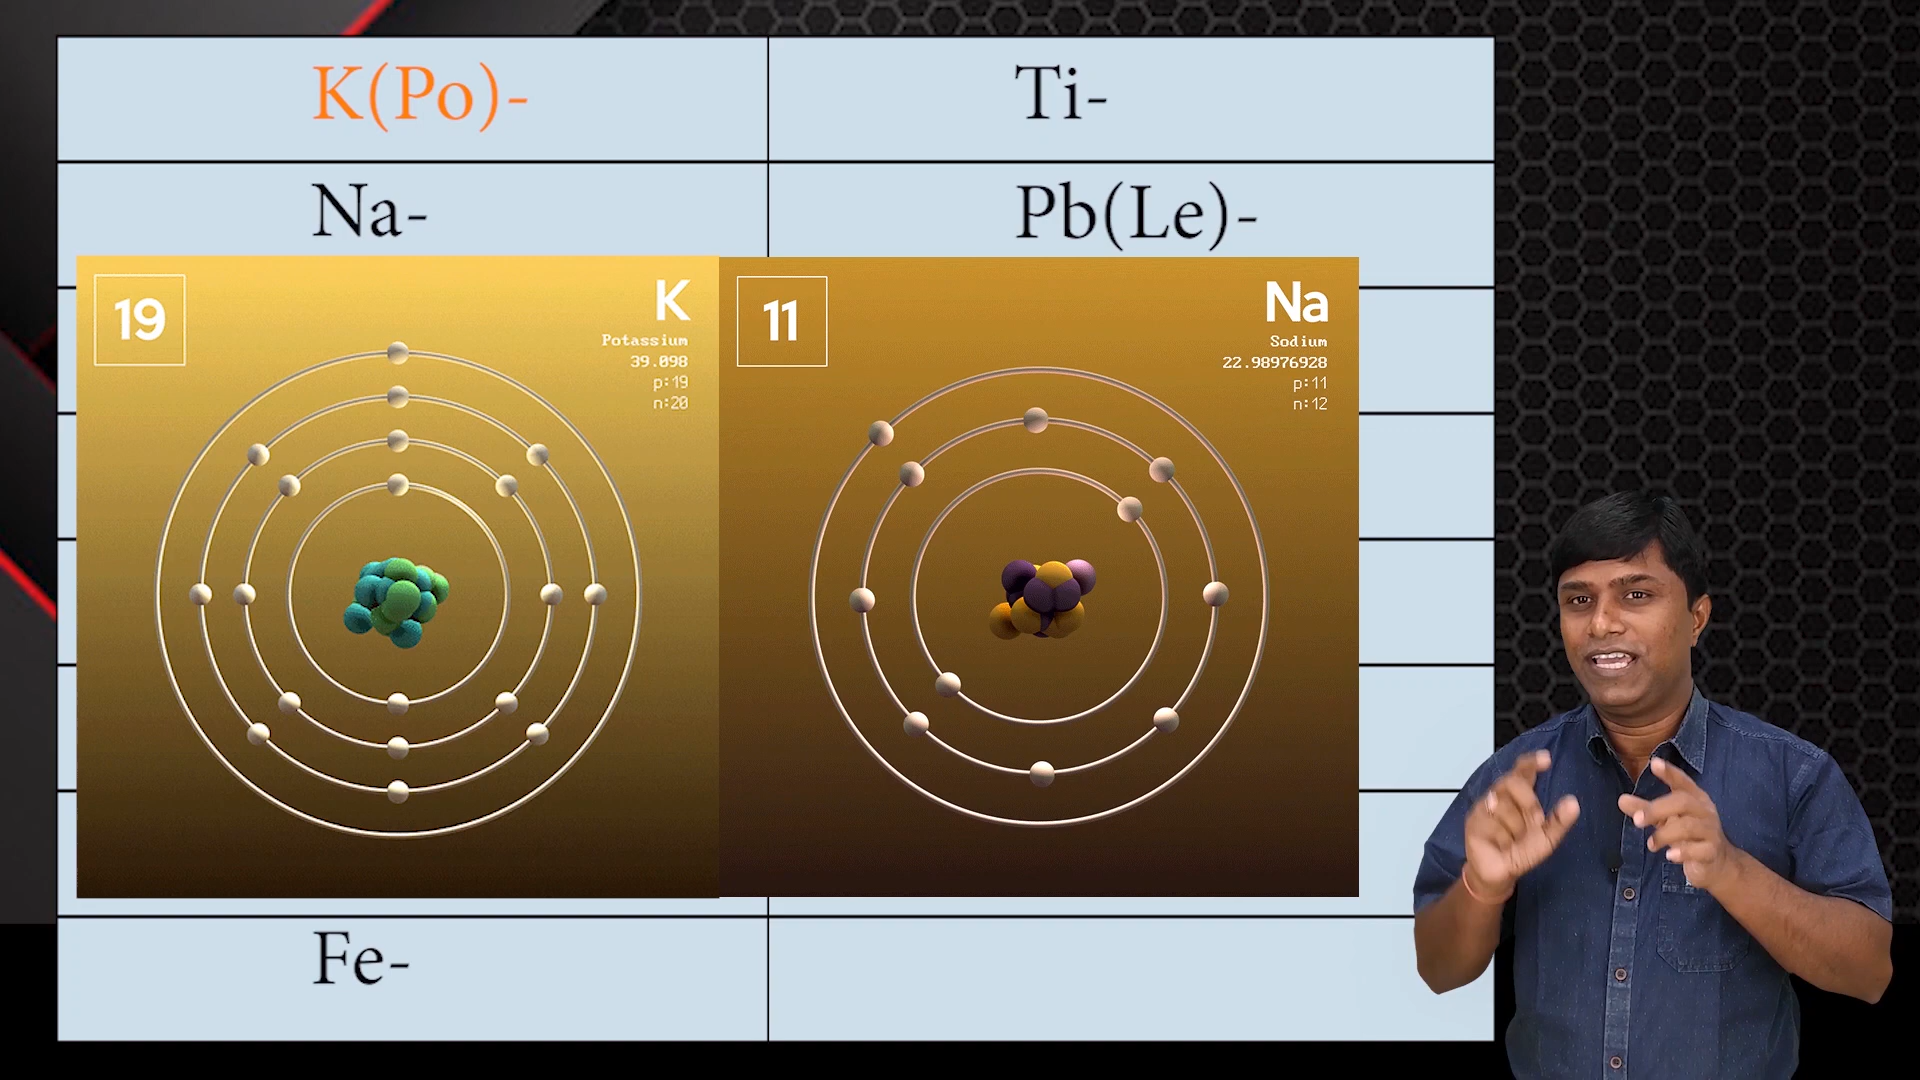 K(Po)-
Ti-
Na-
Pb(Le)-
19
K
Potassium
39.098
p:19
n:20
11
Na
Sodium
22.98976928
p:11
n:12
Fe-